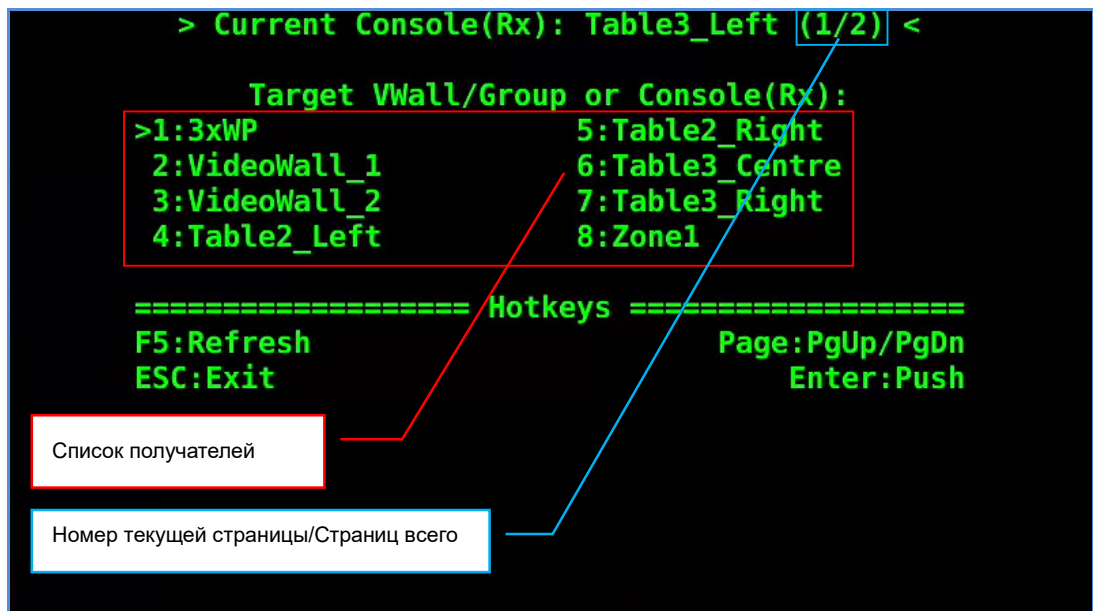 > Current Console(Rx): Table3_Left (1/2) <
Target VWall/Group or Console(Rx):
>1:3xWP 5:Table2_Right
2:VideoWall_1 6:Table3_Centre
3:VideoWall_2 7:Table3_Right
4:Table2_Left 8:Zone1
=================== Hotkeys ===================
F5:Refresh Page:PgUp/PgDn
ESC:Exit Enter:Push
Список получателей
Номер текущей страницы/Страниц всего